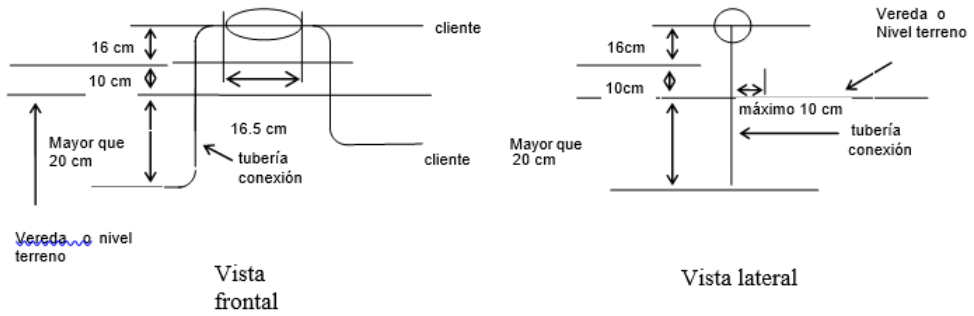 cliente
16 cm
10 cm
16.5 cm
Mayor que
20 cm
tubería
conexión
cliente
Vereda o nivel
terreno
Vista
frontal
Vereda o
Nivel terreno
16cm
10cm
máximo 10 cm
Mayor que
20 cm
tubería
conexión
Vista lateral